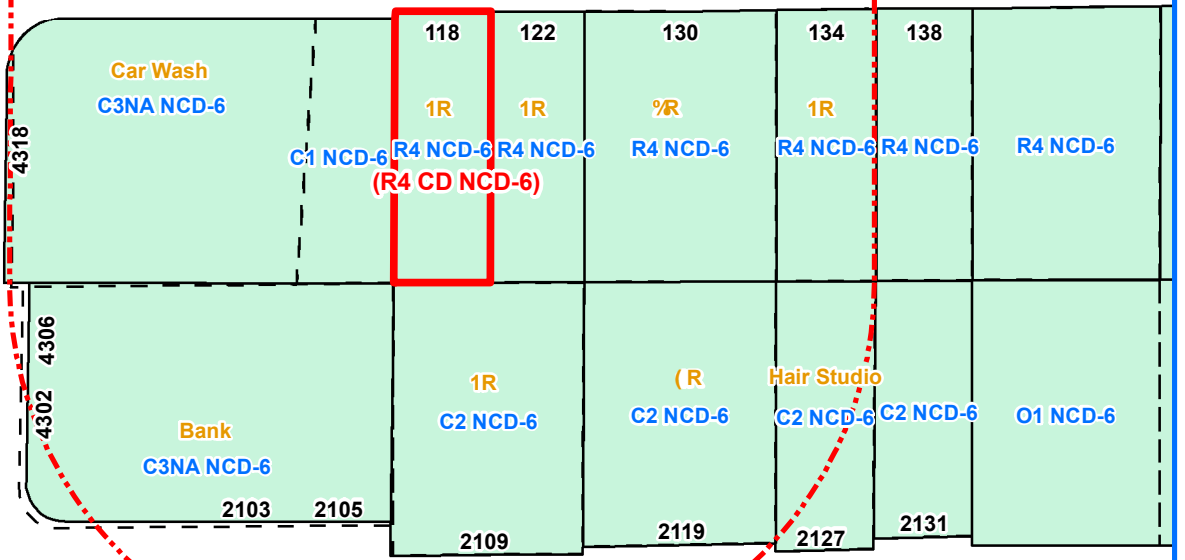 118
122
130
134
138
Car Wash
C3NA NCD-6
4318
C1 NCD-6
1R
R4 NCD-6
(R4 CD NCD-6)
1R
R4 NCD-6
R4 NCD-6
1R
R4 NCD-6
R4 NCD-6
R4 NCD-6
4306
4302
Bank
C3NA NCD-6
2103
2105
1R
C2 NCD-6
2109
( R
C2 NCD-6
2119
Hair Studio
C2 NCD-6
2127
C2 NCD-6
2131
O1 NCD-6